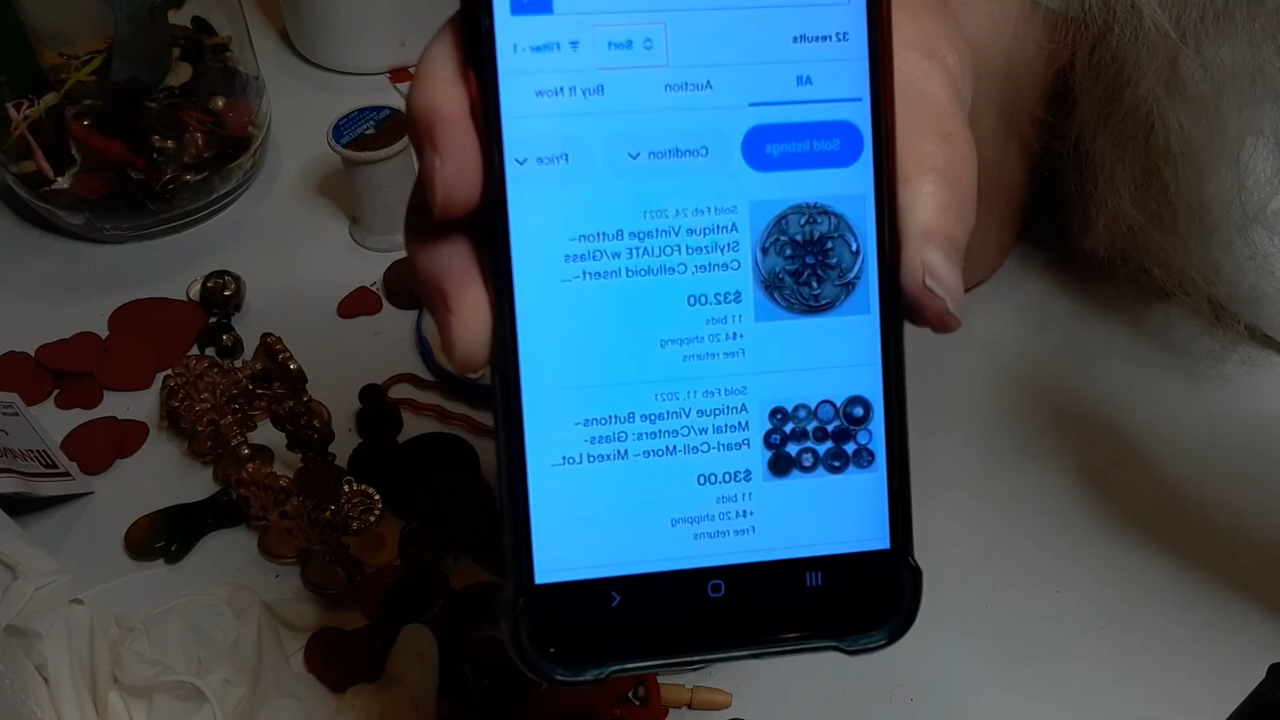 32 results
Sort
Filter · 1
All
Auction
Buy It Now
Sold listings
Condition
Price
Sold Feb 24, 2021
Antique Vintage Button~
Stylized FOLIATE w/Glass
Center, Celluloid Insert~...
$32.00
11 bids
+$4.20 shipping
Free returns
Sold Feb 11, 2021
Antique Vintage Buttons~
Metal w/Centers: Glass-
Pearl-Cell-More~ Mixed Lot...
$30.00
11 bids
+$4.20 shipping
Free returns